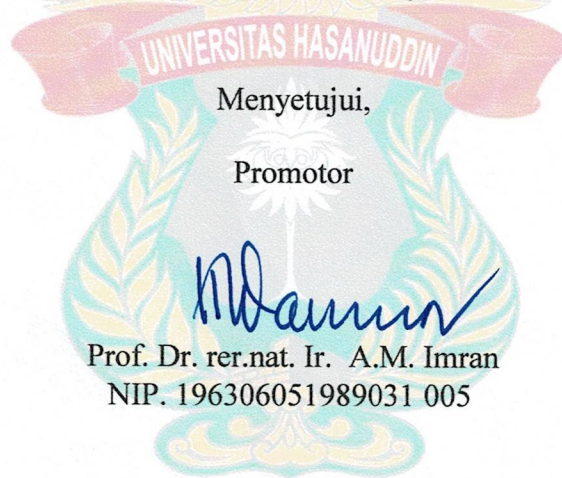 UNIVERSITAS HASANUDDIN
Menyetujui,
Promotor
Prof. Dr. rer.nat. Ir. A.M. Imran
NIP. 196306051989031 005